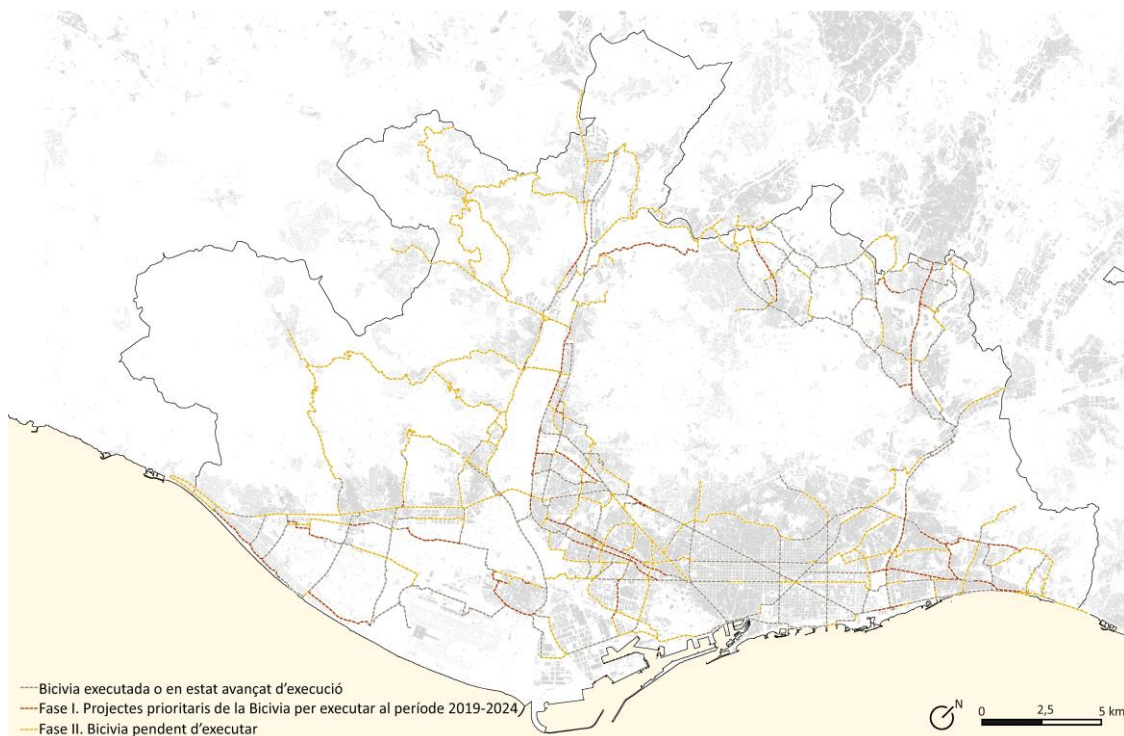 Bicivia executada o en estat avançat d'execució
Fase I. Projectes prioritaris de la Bicivia per executar al període 2019-2024
Fase II. Bicivia pendent d'executar
N
0 2,5 5 km